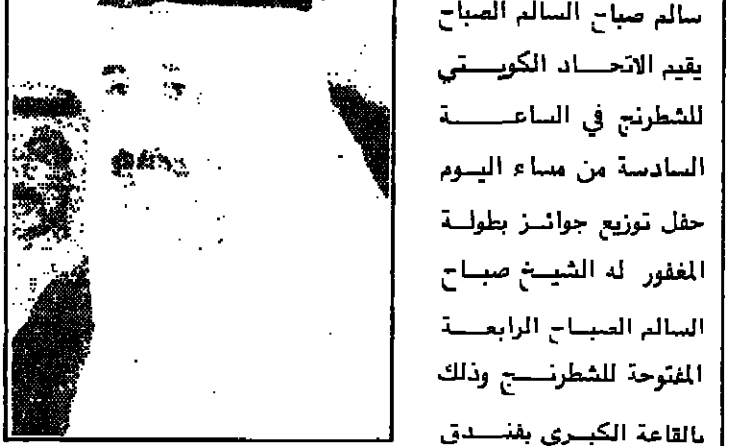 سالم صباح السالم الصباح
يقيم الاتحاد الكويتي
للشطرنج في الساعة
السادسة من مساء اليوم
حفل توزيع جوائز بطولة
المغفور له الشيخ صباح
السالم الصباح الرابعة
المفتوحة للشطرنج وذلك
بالقاعة الكبرى بفندق